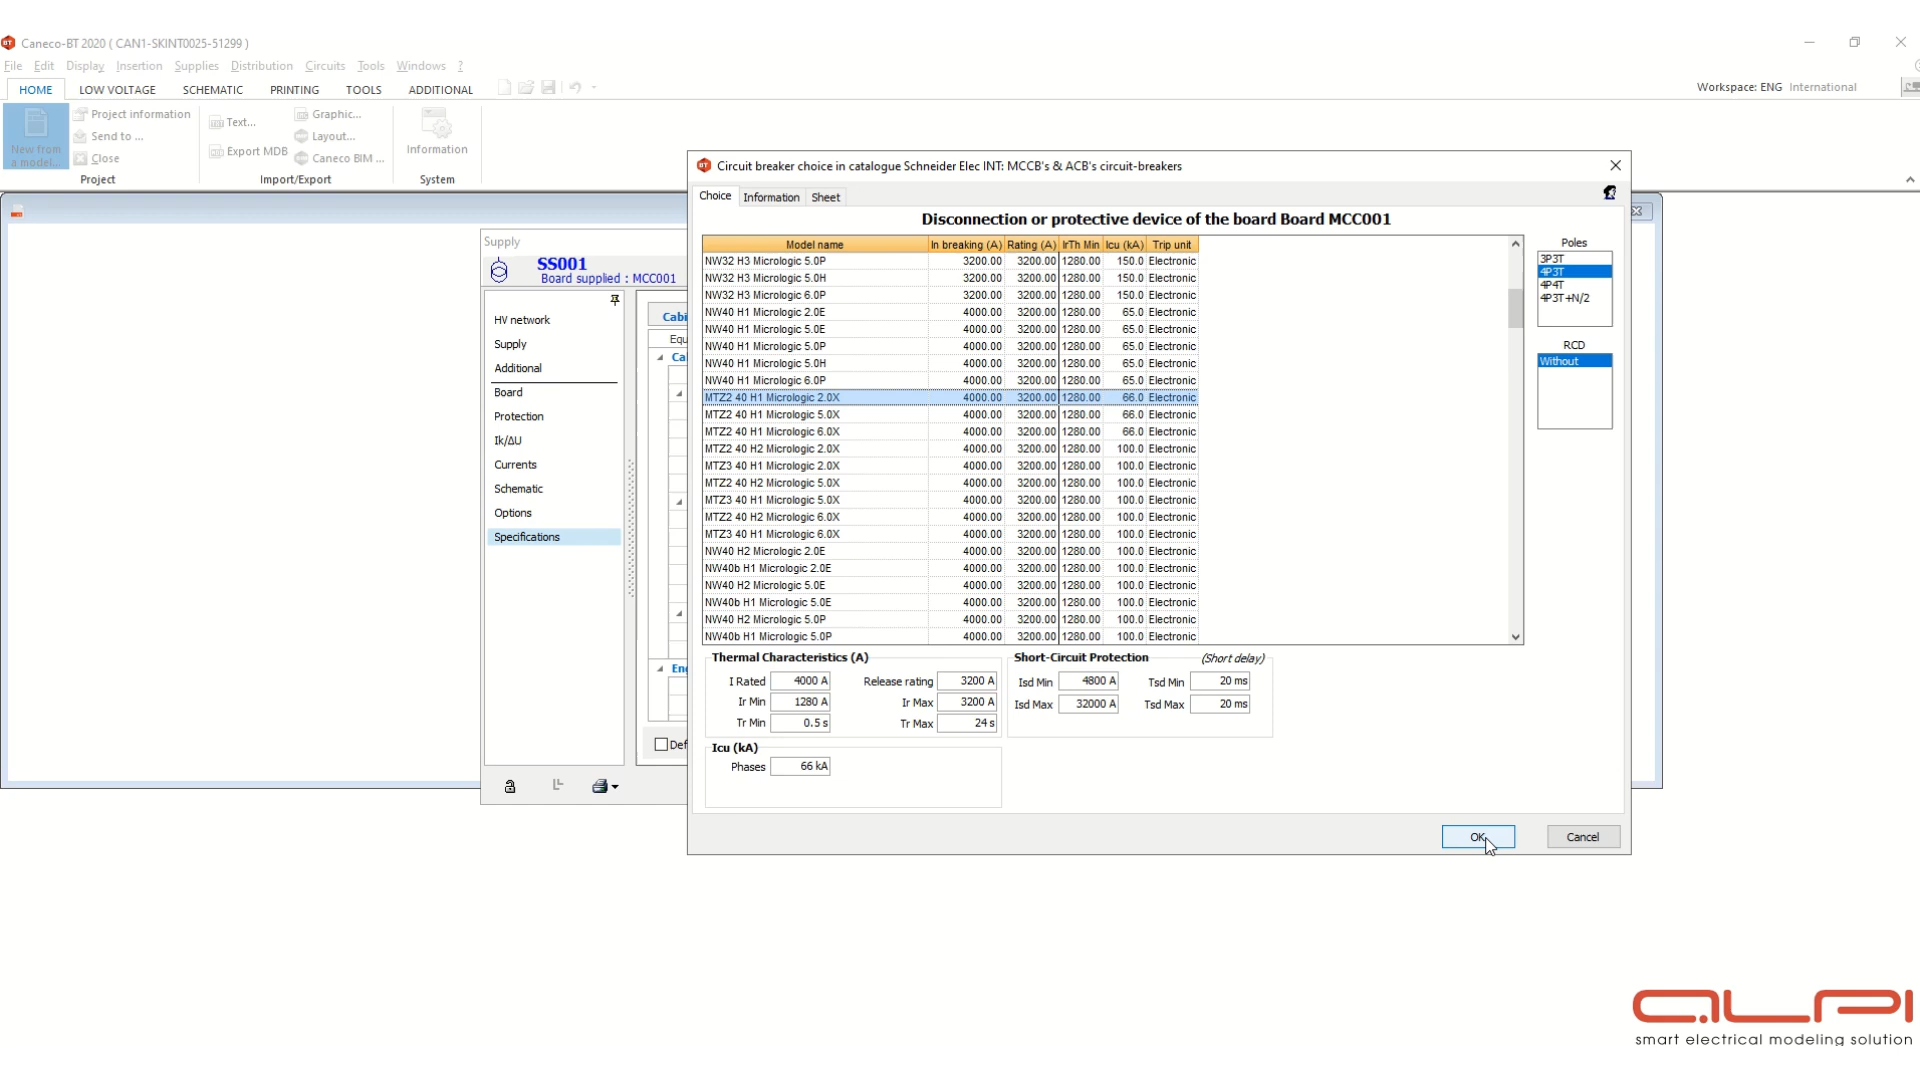 Caneco-BT 2020 ( CAN1-SKINT0025-51299 )
File Edit Display Insertion Supplies Distribution Circuits Tools Windows ?
HOME LOW VOLTAGE SCHEMATIC PRINTING TOOLS ADDITIONAL
Workspace: ENG International
New from a model...
Project information
Send to ...
Close
Project
Text...
Export MDB
Graphic...
Layout...
Caneco BIM ...
Import/Export
Information
System
Supply
SS001
Board supplied : MCC001
HV network
Supply
Additional
Board
Protection
Ik/ΔU
Currents
Schematic
Options
Specifications
Circuit breaker choice in catalogue Schneider Elec INT: MCCB's & ACB's circuit-breakers
Choice Information Sheet
Disconnection or protective device of the board Board MCC001
Model name In breaking (A) Rating (A) IrTh Min Icu (kA) Trip unit
NW32 H3 Micrologic 5.0P 3200.00 3200.00 1280.00 150.0 Electronic
NW32 H3 Micrologic 5.0H 3200.00 3200.00 1280.00 150.0 Electronic
NW32 H3 Micrologic 6.0P 3200.00 3200.00 1280.00 150.0 Electronic
NW40 H1 Micrologic 2.0E 4000.00 3200.00 1280.00 65.0 Electronic
NW40 H1 Micrologic 5.0E 4000.00 3200.00 1280.00 65.0 Electronic
NW40 H1 Micrologic 5.0P 4000.00 3200.00 1280.00 65.0 Electronic
NW40 H1 Micrologic 5.0H 4000.00 3200.00 1280.00 65.0 Electronic
NW40 H1 Micrologic 6.0P 4000.00 3200.00 1280.00 65.0 Electronic
MTZ2 40 H1 Micrologic 2.0X 4000.00 3200.00 1280.00 66.0 Electronic
MTZ2 40 H1 Micrologic 5.0X 4000.00 3200.00 1280.00 66.0 Electronic
MTZ2 40 H1 Micrologic 6.0X 4000.00 3200.00 1280.00 66.0 Electronic
MTZ2 40 H2 Micrologic 2.0X 4000.00 3200.00 1280.00 100.0 Electronic
MTZ3 40 H1 Micrologic 2.0X 4000.00 3200.00 1280.00 100.0 Electronic
MTZ2 40 H2 Micrologic 5.0X 4000.00 3200.00 1280.00 100.0 Electronic
MTZ3 40 H1 Micrologic 5.0X 4000.00 3200.00 1280.00 100.0 Electronic
MTZ2 40 H2 Micrologic 6.0X 4000.00 3200.00 1280.00 100.0 Electronic
MTZ3 40 H1 Micrologic 6.0X 4000.00 3200.00 1280.00 100.0 Electronic
NW40 H2 Micrologic 2.0E 4000.00 3200.00 1280.00 100.0 Electronic
NW40b H1 Micrologic 2.0E 4000.00 3200.00 1280.00 100.0 Electronic
NW40 H2 Micrologic 5.0E 4000.00 3200.00 1280.00 100.0 Electronic
NW40b H1 Micrologic 5.0E 4000.00 3200.00 1280.00 100.0 Electronic
NW40 H2 Micrologic 5.0P 4000.00 3200.00 1280.00 100.0 Electronic
NW40b H1 Micrologic 5.0P 4000.00 3200.00 1280.00 100.0 Electronic
Poles
3P3T
4P3T
4P4T
4P3T+N/2
RCD
Without
Thermal Characteristics (A)
I Rated 4000 A Release rating 3200 A
Ir Min 1280 A Ir Max 3200 A
Tr Min 0.5 s Tr Max 24 s
Short-Circuit Protection (Short delay)
Isd Min 4800 A Tsd Min 20 ms
Isd Max 32000 A Tsd Max 20 ms
Icu (kA)
Phases 66 kA
OK Cancel
ALPI
smart electrical modeling solution